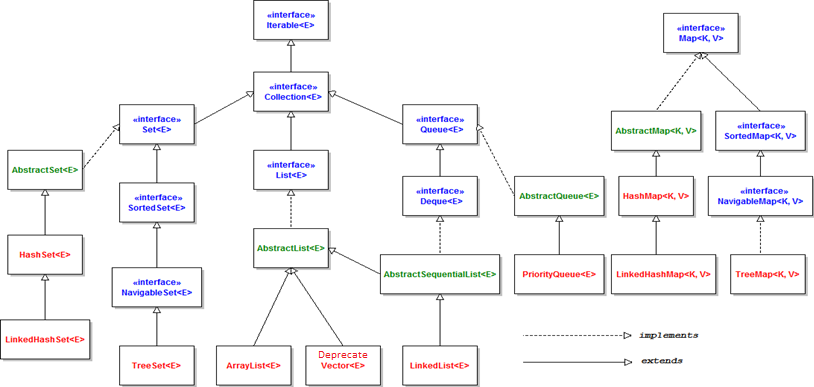 «interface»
Iterable<E>
«interface»
Map<K, V>
«interface»
Collection<E>
«interface»
Set<E>
«interface»
Queue<E>
AbstractMap<K, V>
«interface»
SortedMap<K, V>
AbstractSet<E>
«interface»
List<E>
«interface»
SortedSet<E>
«interface»
Deque<E>
AbstractQueue<E>
HashMap<K, V>
«interface»
NavigableMap<K, V>
HashSet<E>
AbstractList<E>
«interface»
NavigableSet<E>
AbstractSequentialList<E>
PriorityQueue<E>
LinkedHashMap<K, V>
TreeMap<K, V>
LinkedHashSet<E>
TreeSet<E>
ArrayList<E>
Deprecate
Vector<E>
LinkedList<E>
implements
extends